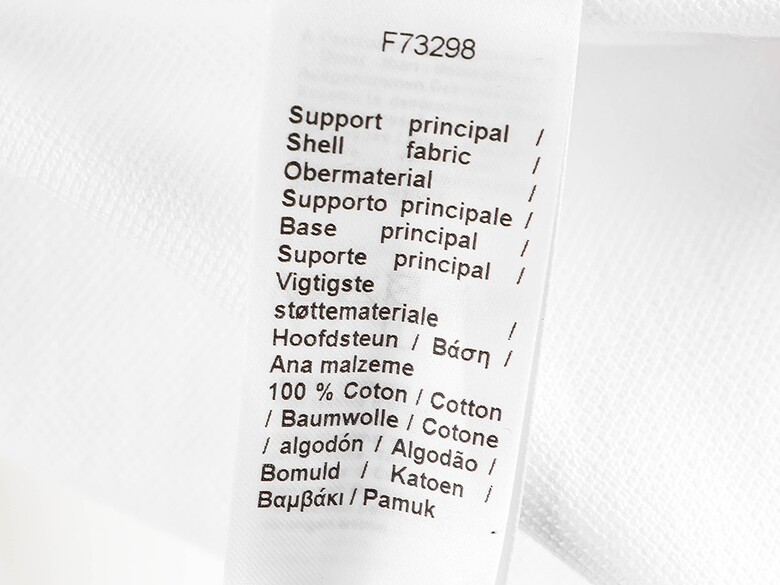 F73298
Support principal /
Shell fabric /
Obermaterial /
Supporto principale /
Base principal /
Suporte principal /
Vigtigste
støttemateriale /
Hoofdsteun / Βάση /
Ana malzeme
100 % Coton / Cotton
/ Baumwolle / Cotone
/ algodón / Algodão /
Bomuld / Katoen /
Βαμβάκι / Pamuk